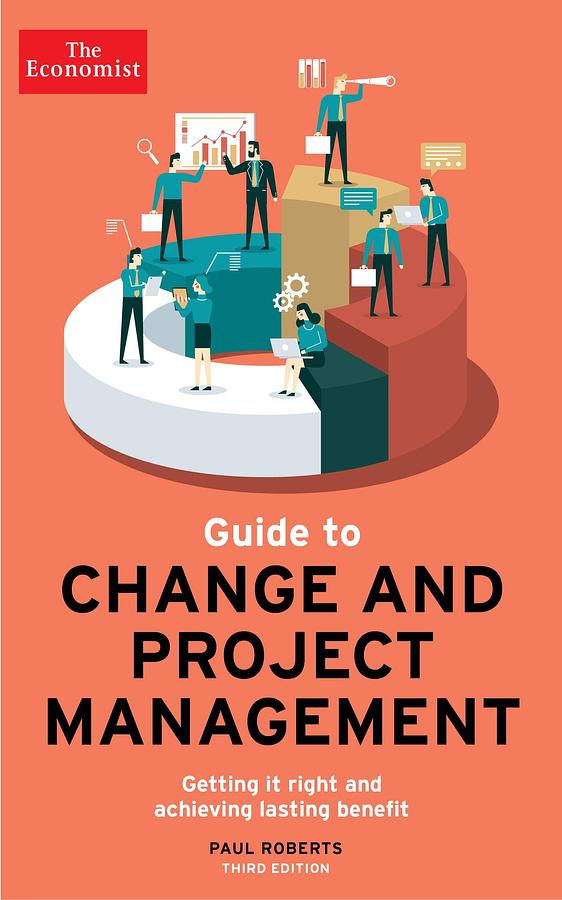 The
Economist
Guide to
CHANGE AND
PROJECT
MANAGEMENT
Getting it right and
achieving lasting benefit
PAUL ROBERTS
THIRD EDITION